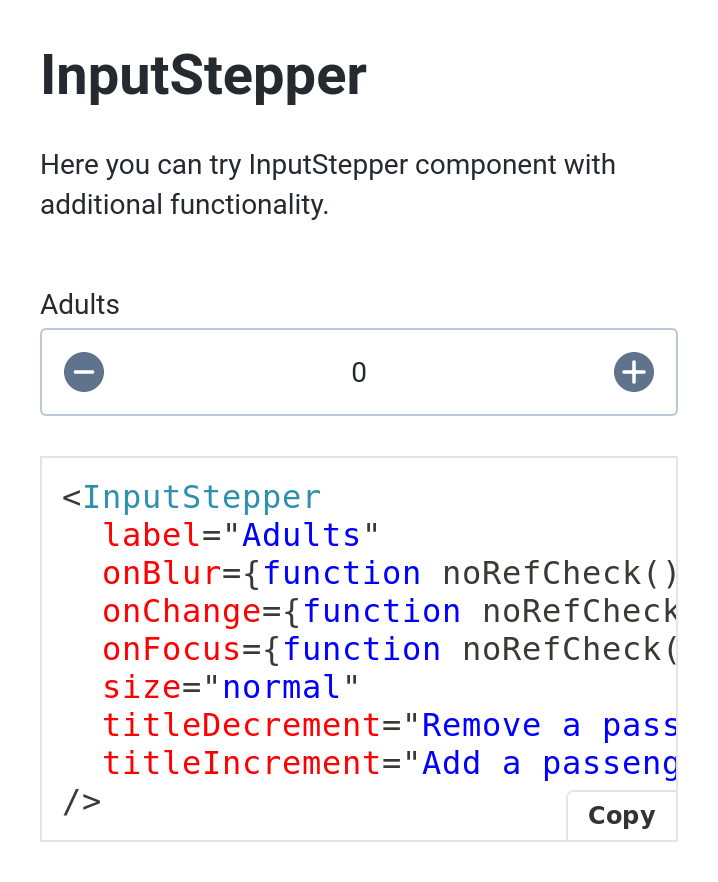 InputStepper
Here you can try InputStepper component with
additional functionality.
Adults
0
<InputStepper
  label="Adults"
  onBlur={function noRefCheck()
  onChange={function noRefCheck
  onFocus={function noRefCheck(
  size="normal"
  titleDecrement="Remove a pass
  titleIncrement="Add a passeng
/>
Copy